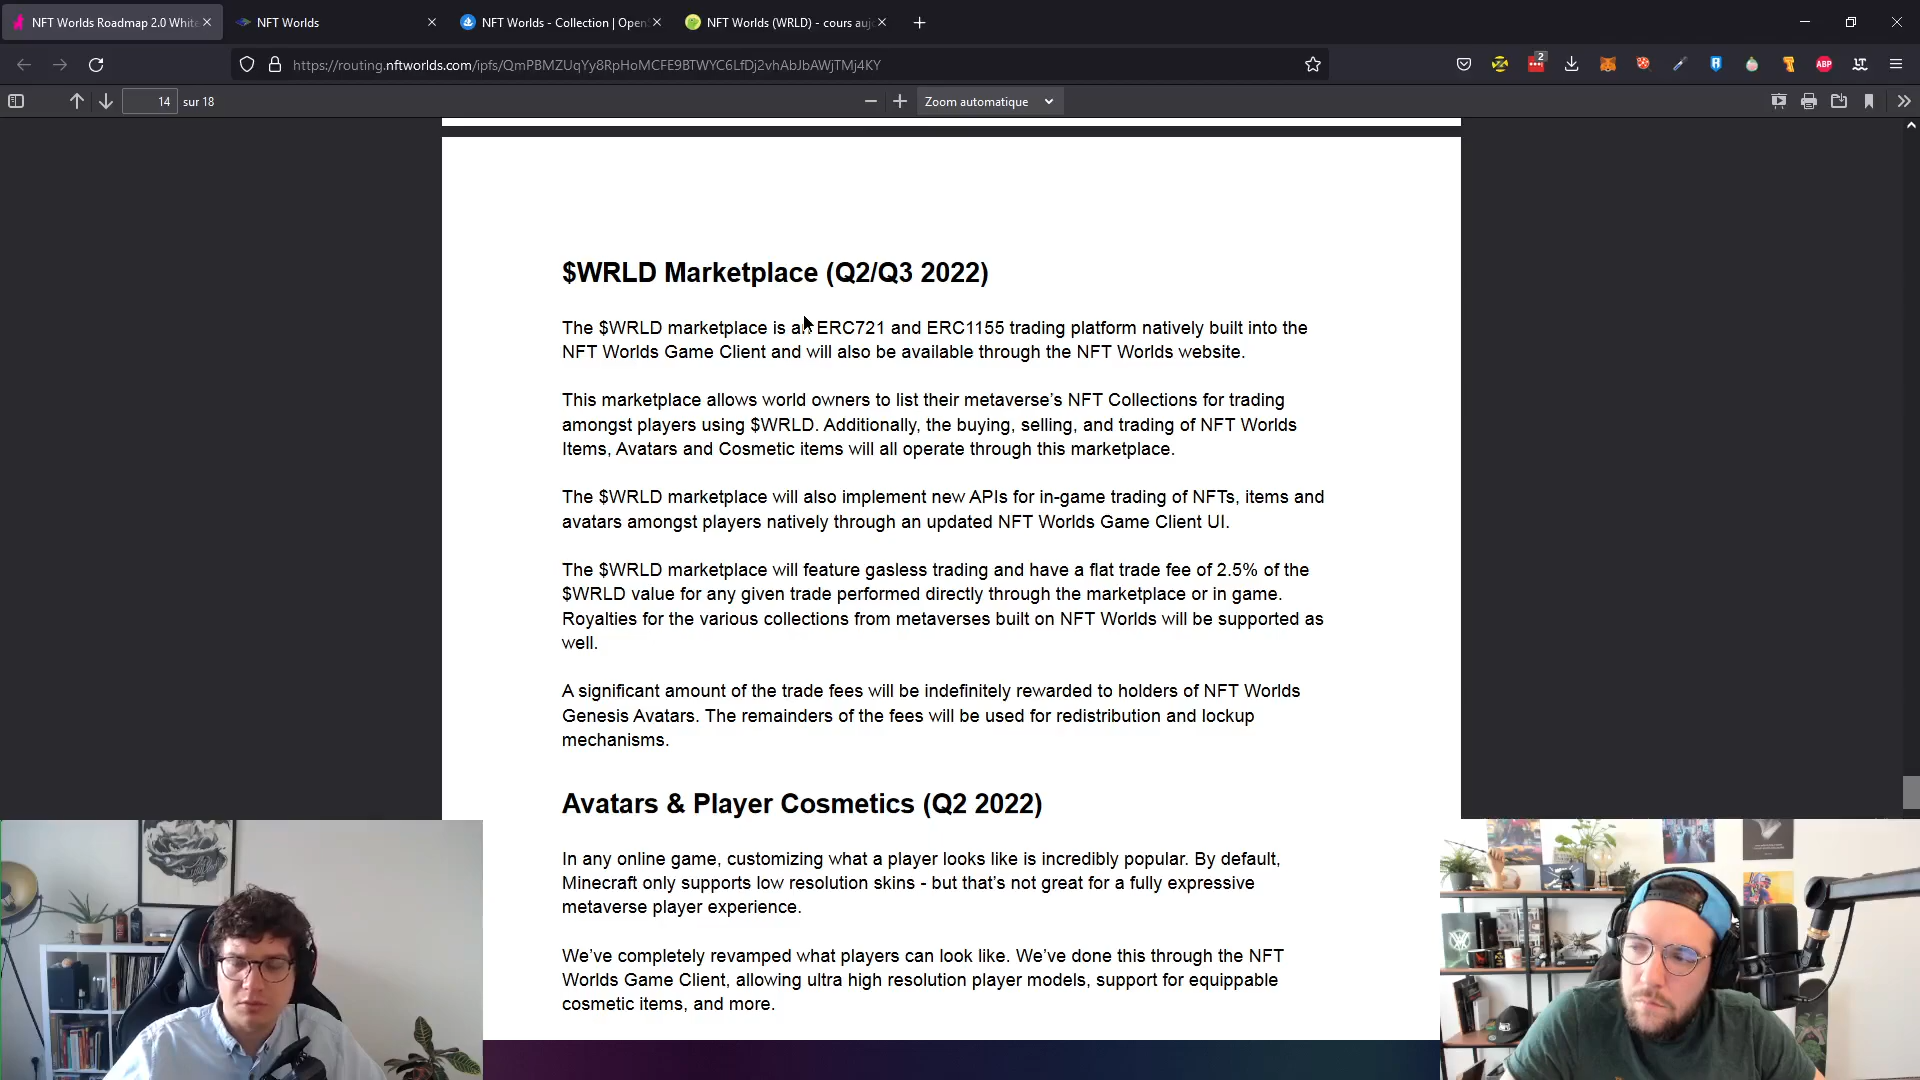 NFT Worlds Roadmap 2.0 White
NFT Worlds
NFT Worlds - Collection | Open
NFT Worlds (WRLD) - cours auj
https://routing.nftworlds.com/ipfs/QmPBMZUqYy8RpHoMCFE9BTWYC6LfDj2vhAbJbAWjTMj4KY
2
ABP
14 sur 18
Zoom automatique
$WRLD Marketplace (Q2/Q3 2022)
The $WRLD marketplace is an ERC721 and ERC1155 trading platform natively built into the
NFT Worlds Game Client and will also be available through the NFT Worlds website.
This marketplace allows world owners to list their metaverse’s NFT Collections for trading
amongst players using $WRLD. Additionally, the buying, selling, and trading of NFT Worlds
Items, Avatars and Cosmetic items will all operate through this marketplace.
The $WRLD marketplace will also implement new APIs for in-game trading of NFTs, items and
avatars amongst players natively through an updated NFT Worlds Game Client UI.
The $WRLD marketplace will feature gasless trading and have a flat trade fee of 2.5% of the
$WRLD value for any given trade performed directly through the marketplace or in game.
Royalties for the various collections from metaverses built on NFT Worlds will be supported as
well.
A significant amount of the trade fees will be indefinitely rewarded to holders of NFT Worlds
Genesis Avatars. The remainders of the fees will be used for redistribution and lockup
mechanisms.
Avatars & Player Cosmetics (Q2 2022)
In any online game, customizing what a player looks like is incredibly popular. By default,
Minecraft only supports low resolution skins - but that’s not great for a fully expressive
metaverse player experience.
We’ve completely revamped what players can look like. We’ve done this through the NFT
Worlds Game Client, allowing ultra high resolution player models, support for equippable
cosmetic items, and more.